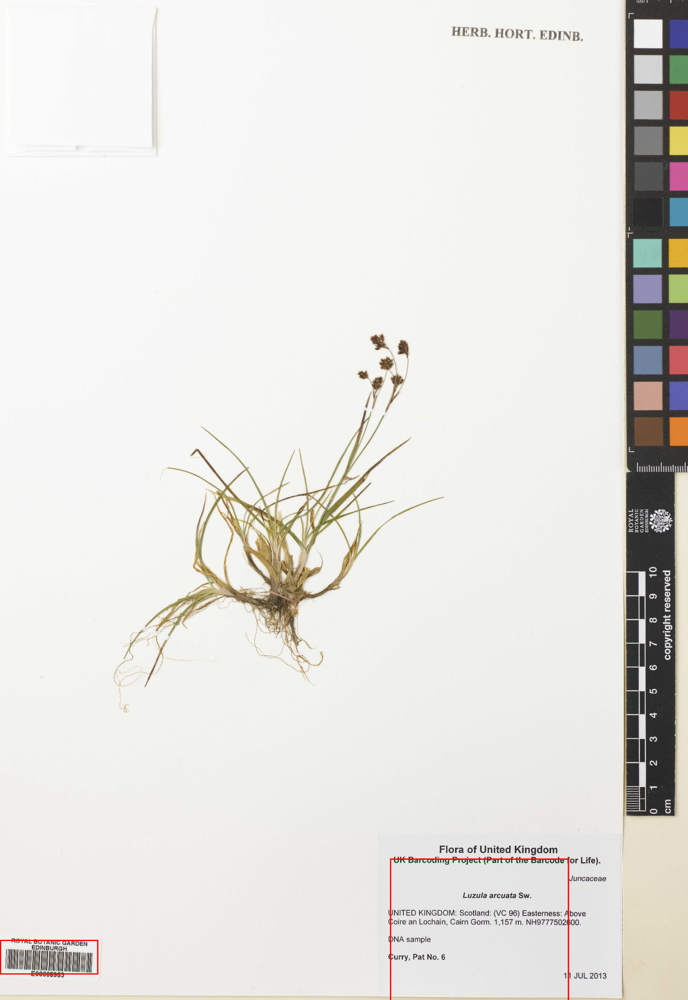 HERB. HORT. EDINB.
ROYAL
BOTANIC
GARDEN
EDINBURGH
10
9
8
7
6
5
4
3
2
1
0
cm
copyright reserved
Flora of United Kingdom
UK Barcoding Project (Part of the Barcode for Life).
Juncaceae
Luzula arcuata Sw.
UNITED KINGDOM: Scotland: (VC 96) Easterness: Above
Coire an Lochain, Cairn Gorm. 1,157 m. NH9777502600.
DNA sample
Curry, Pat No. 6
11 JUL 2013
ROYAL BOTANIC GARDEN
EDINBURGH